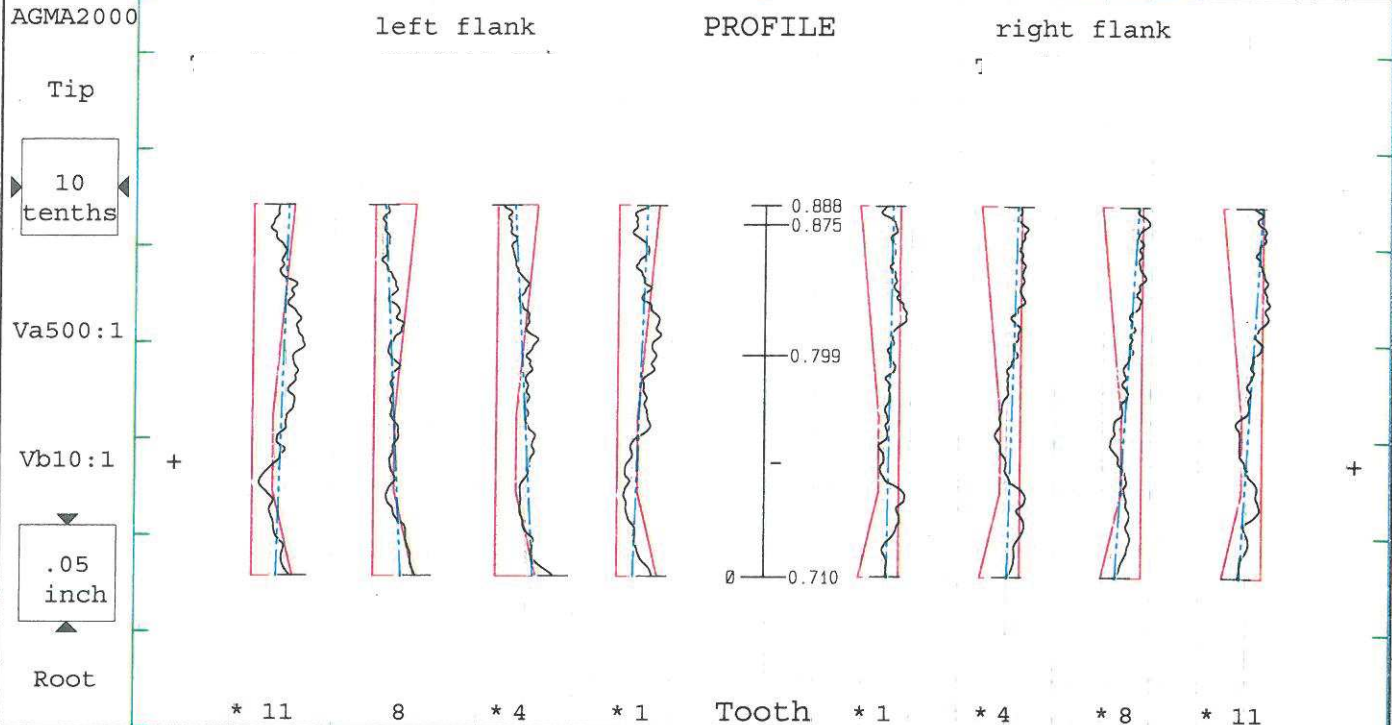 AGMA2000
left flank
PROFILE
right flank
Tip
10
tenths
0.888
0.875
Va500:1
0.799
Vb10:1
+
-
+
.05
inch
Ø
0.710
Root
* 11
8
* 4
* 1
Tooth
* 1
* 4
* 8
* 11